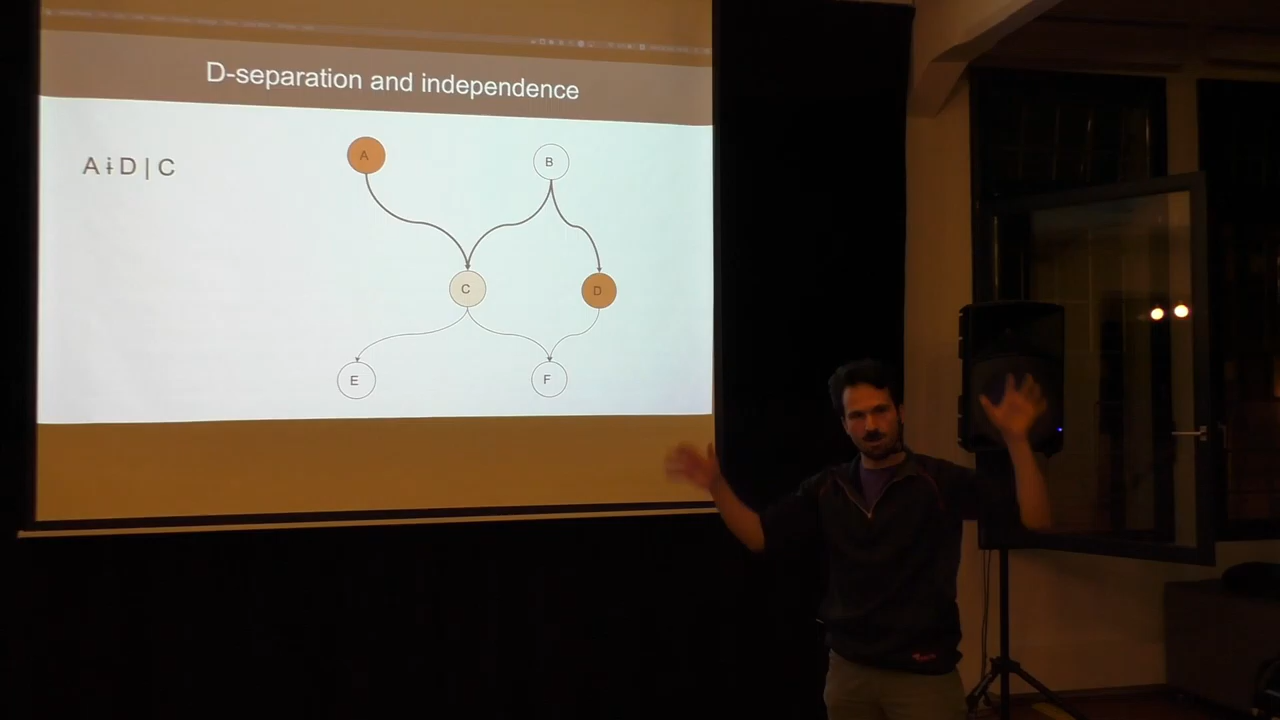 D-separation and independence
A ɨ D | C
A
B
C
D
E
F